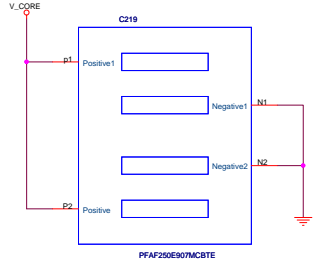 V_CORE
C219
p1
Positive1
Negative1
N1
Negative2
N2
P2
Positive
PFAF250E907MCBTE